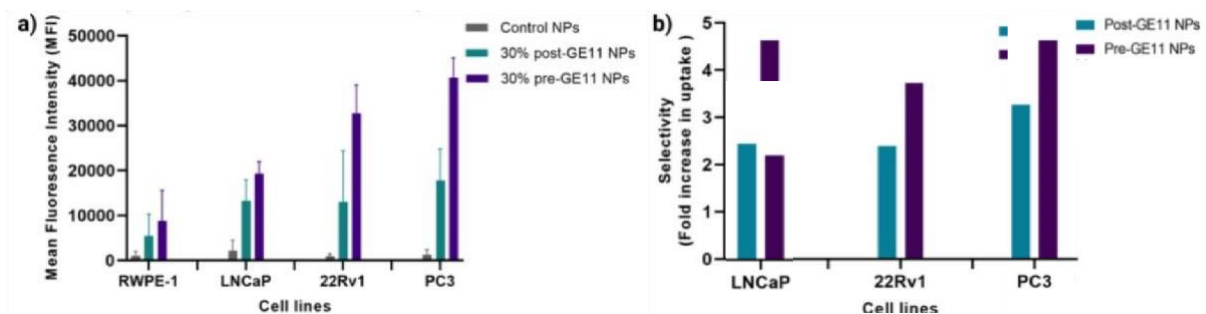 a)
Mean Fluorescence Intensity (MFI)
50000
40000
30000
20000
10000
0
RWPE-1 LNCaP 22Rv1 PC3
Cell lines
Control NPs
30% post-GE11 NPs
30% pre-GE11 NPs
b)
Selectivity
(Fold increase in uptake )
5
4
3
2
1
0
LNCaP 22Rv1 PC3
Cell lines
Post-GE11 NPs
Pre-GE11 NPs